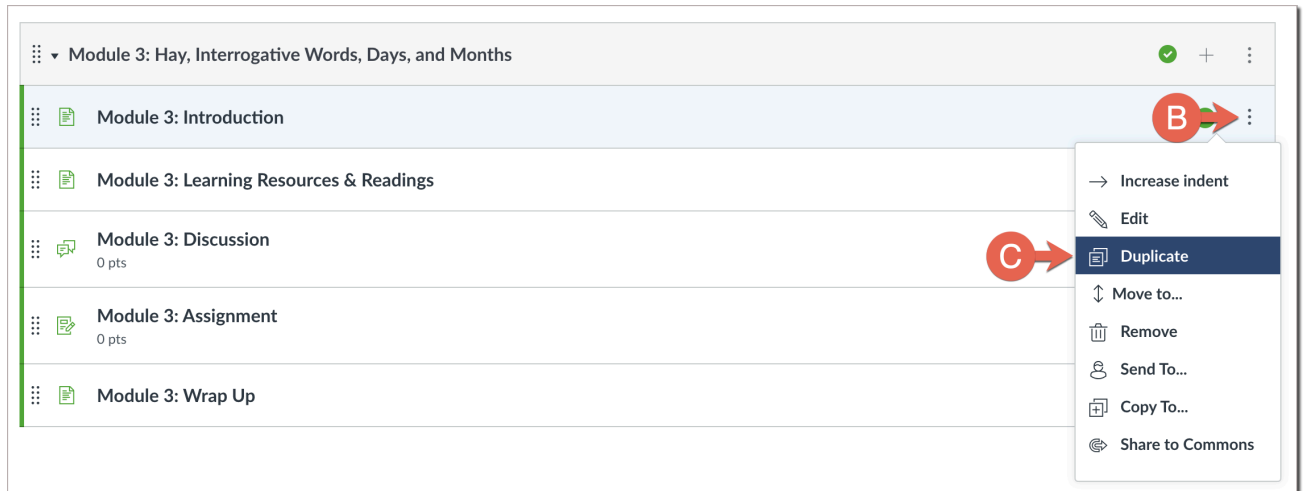 Module 3: Hay, Interrogative Words, Days, and Months
Module 3: Introduction
B
Module 3: Learning Resources & Readings
Module 3: Discussion
0 pts
Module 3: Assignment
0 pts
Module 3: Wrap Up
Increase indent
Edit
C
Duplicate
Move to...
Remove
Send To...
Copy To...
Share to Commons